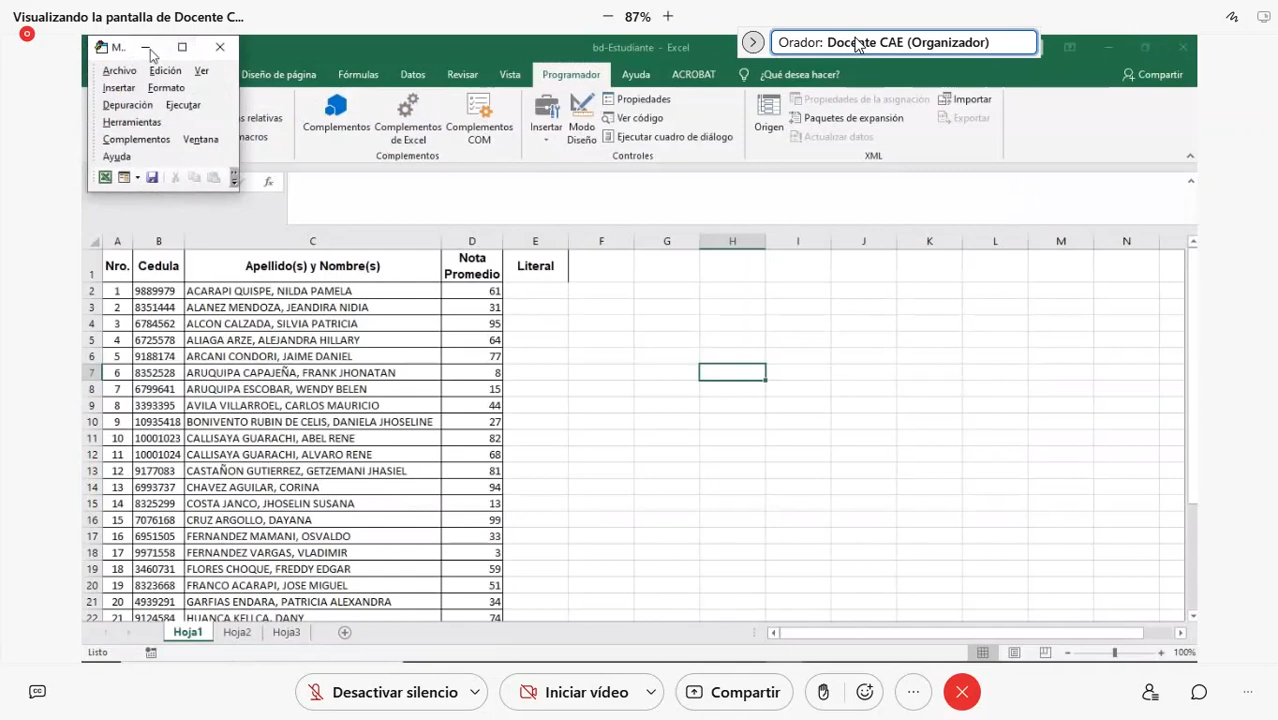 Visualizando la pantalla de Docente C...
87%
bd-Estudiante - Excel
Orador: Docente CAE (Organizador)
M..
Archivo Edición Ver
Insertar Formato
Depuración Ejecutar
Herramientas
Complementos Ventana
Ayuda
Diseño de página Fórmulas Datos Revisar Vista Programador Ayuda ACROBAT ¿Qué desea hacer? Compartir
as relativas
acros
Complementos
Complementos de Excel
Complementos COM
Complementos
Insertar
Modo Diseño
Propiedades
Ver código
Ejecutar cuadro de diálogo
Controles
Origen
Propiedades de la asignación
Paquetes de expansión
Actualizar datos
Importar
Exportar
XML
fx
A B C D E F G H I J K L M N
1 Nro. Cedula Apellido(s) y Nombre(s) Nota Promedio Literal
2 1 9889979 ACARAPI QUISPE, NILDA PAMELA 61
3 2 8351444 ALANEZ MENDOZA, JEANDIRA NIDIA 31
4 3 6784562 ALCON CALZADA, SILVIA PATRICIA 95
5 4 6725578 ALIAGA ARZE, ALEJANDRA HILLARY 64
6 5 9188174 ARCANI CONDORI, JAIME DANIEL 77
7 6 8352528 ARUQUIPA CAPAJEÑA, FRANK JHONATAN 8
8 7 6799641 ARUQUIPA ESCOBAR, WENDY BELEN 15
9 8 3393395 AVILA VILLARROEL, CARLOS MAURICIO 44
10 9 10935418 BONIVENTO RUBIN DE CELIS, DANIELA JHOSELINE 27
11 10 10001023 CALLISAYA GUARACHI, ABEL RENE 82
12 11 10001024 CALLISAYA GUARACHI, ALVARO RENE 68
13 12 9177083 CASTAÑON GUTIERREZ, GETZEMANI JHASIEL 81
14 13 6993737 CHAVEZ AGUILAR, CORINA 94
15 14 8325299 COSTA JANCO, JHOSELIN SUSANA 13
16 15 7076168 CRUZ ARGOLLO, DAYANA 99
17 16 6951505 FERNANDEZ MAMANI, OSVALDO 33
18 17 9971558 FERNANDEZ VARGAS, VLADIMIR 3
19 18 3460731 FLORES CHOQUE, FREDDY EDGAR 59
20 19 8323668 FRANCO ACARAPI, JOSE MIGUEL 51
21 20 4939291 GARFIAS ENDARA, PATRICIA ALEXANDRA 34
22 21 9124584 HUANCA KELLCA, DANY 74
Hoja1 Hoja2 Hoja3
Listo 100%
CC Desactivar silencio Iniciar vídeo Compartir